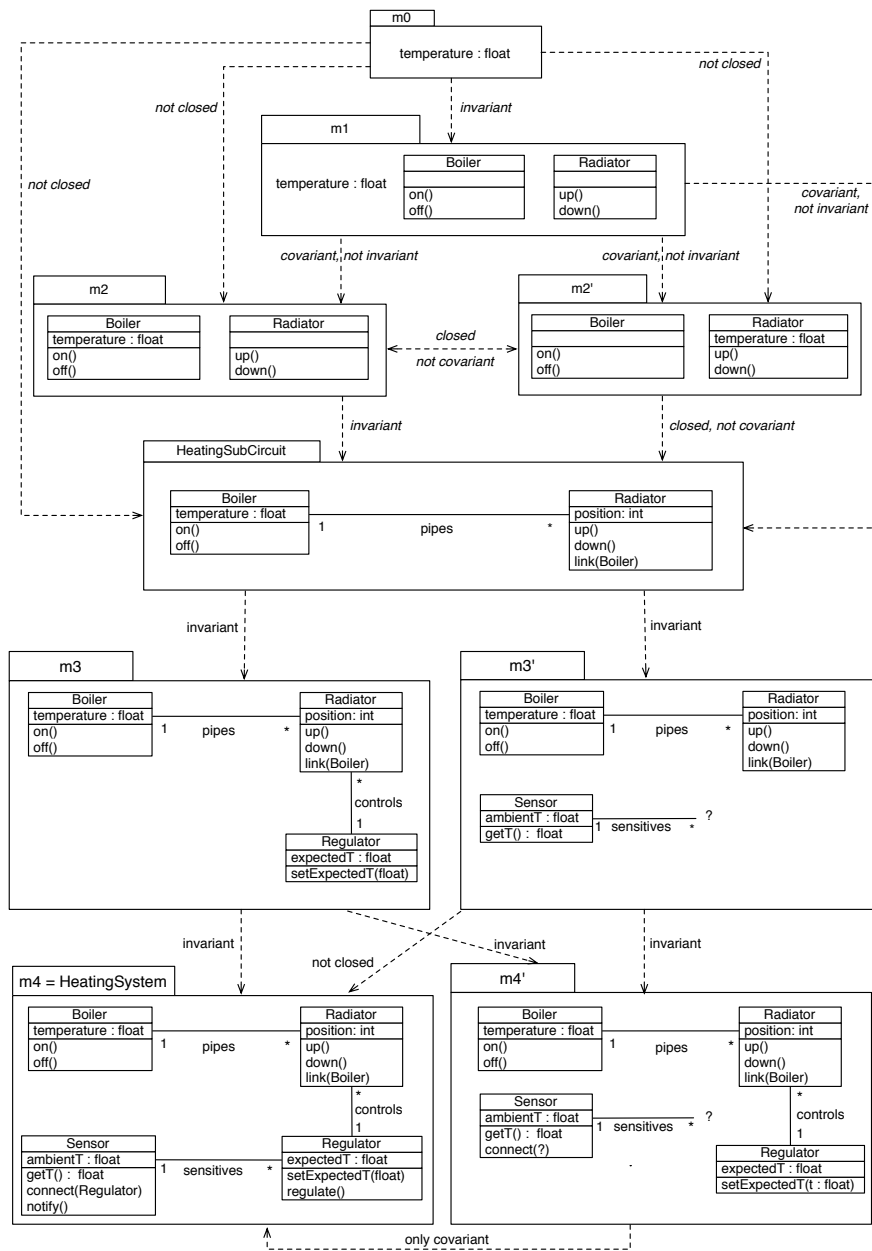 m0
temperature : float
not closed
not closed
invariant
not closed
m1
temperature : float
Boiler
on()
off()
Radiator
up()
down()
covariant,
not invariant
covariant, not invariant
covariant, not invariant
m2
Boiler
temperature : float
on()
off()
Radiator
up()
down()
closed
not covariant
m2'
Boiler
on()
off()
Radiator
temperature : float
up()
down()
invariant
closed, not covariant
HeatingSubCircuit
Boiler
temperature : float
on()
off()
1 pipes *
Radiator
position: int
up()
down()
link(Boiler)
invariant
invariant
m3
Boiler
temperature : float
on()
off()
1 pipes *
Radiator
position: int
up()
down()
link(Boiler)
*
controls
1
Regulator
expectedT : float
setExpectedT(float)
m3'
Boiler
temperature : float
on()
off()
1 pipes *
Radiator
position: int
up()
down()
link(Boiler)
Sensor
ambientT : float
getT() : float
1 sensitives * ?
invariant
not closed
invariant
invariant
m4 = HeatingSystem
Boiler
temperature : float
on()
off()
1 pipes *
Radiator
position: int
up()
down()
link(Boiler)
*
controls
1
Sensor
ambientT : float
getT() : float
connect(Regulator)
notify()
1 sensitives *
Regulator
expectedT : float
setExpectedT(float)
regulate()
m4'
Boiler
temperature : float
on()
off()
1 pipes *
Radiator
position: int
up()
down()
link(Boiler)
*
controls
1
Sensor
ambientT : float
getT() : float
connect(?)
1 sensitives * ?
Regulator
expectedT : float
setExpectedT(t : float)
only covariant